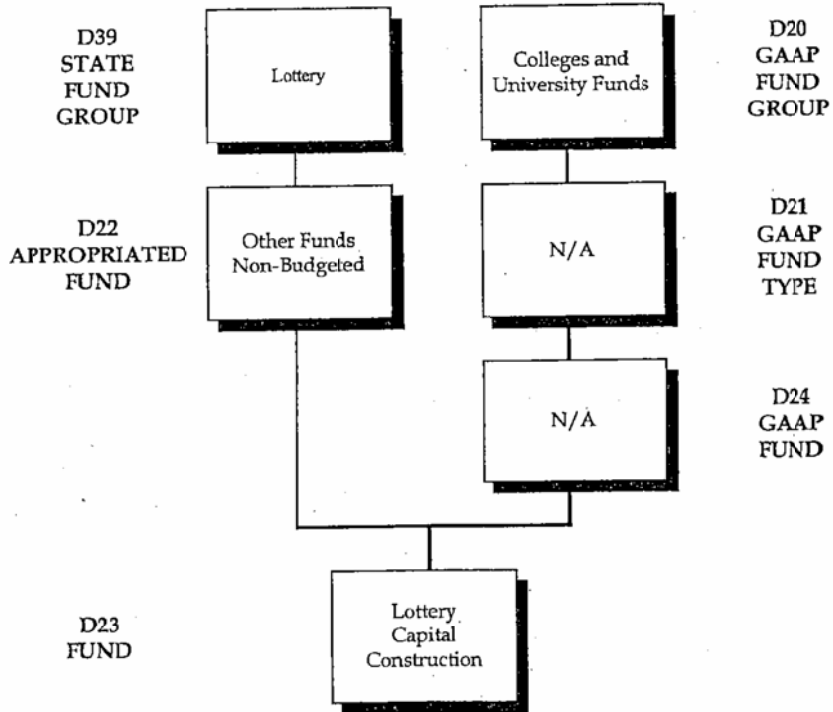 D39
STATE
FUND
GROUP
Lottery
Colleges and
University Funds
D20
GAAP
FUND
GROUP
D22
APPROPRIATED
FUND
Other Funds
Non-Budgeted
N/A
D21
GAAP
FUND
TYPE
N/A
D24
GAAP
FUND
D23
FUND
Lottery
Capital
Construction